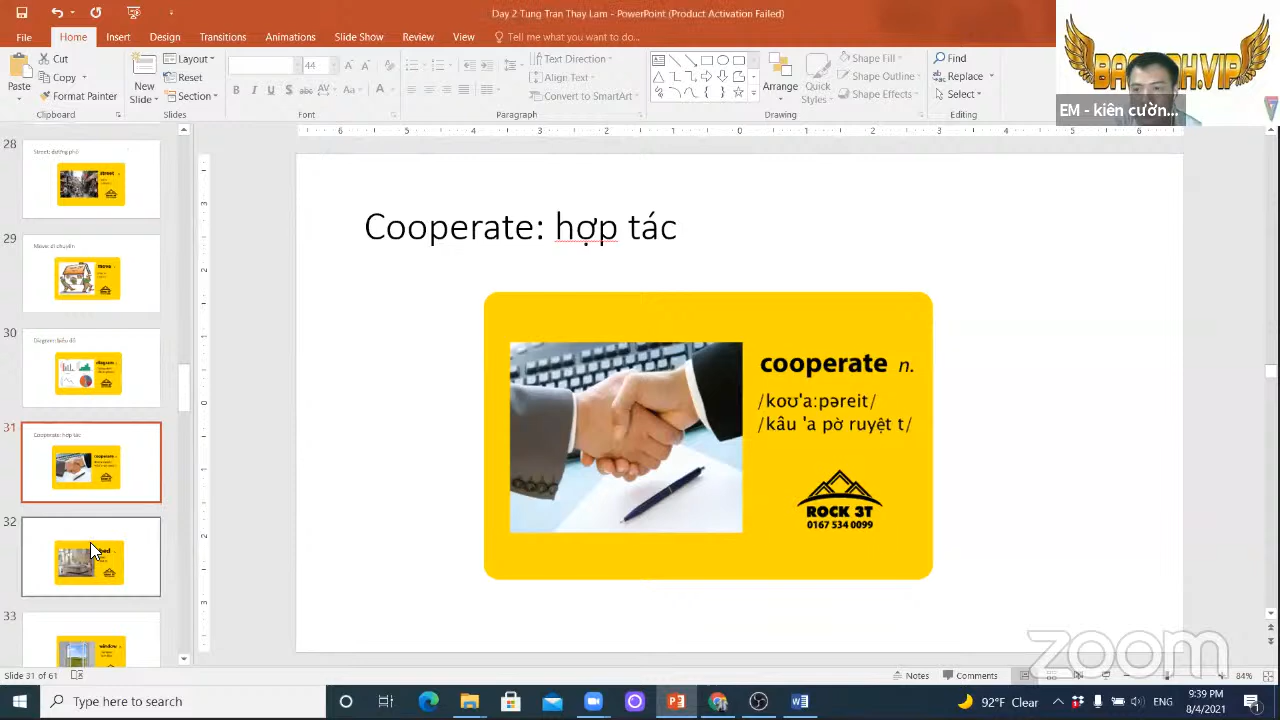 Day 2 Tung Tran Thay Lam - PowerPoint (Product Activation Failed)
File Home Insert Design Transitions Animations Slide Show Review View Tell me what you want to do...
Paste
Cut
Copy
Format Painter
Clipboard
New
Slide
Layout
Reset
Section
Slides
44
B I U S abc AV Aa A
Font
Text Direction
Align Text
Convert to SmartArt
Paragraph
Arrange
Quick
Styles
Shape Fill
Shape Outline
Shape Effects
Drawing
Find
Replace
Select
Editing
EM - kiên cườn...
28
Street: đường phố
street
29
Move: di chuyển
move
30
Diagram: biểu đồ
diagram
31
Cooperate: hợp tác
cooperate
32
33
window
Cooperate: hợp tác
cooperate n.
/koʊˈa:pəreit/
/kâu 'a pờ ruyệt t/
ROCK 3T
0167 534 0099
zoom
Slide 31 of 61
Notes Comments 84%
Type here to search
92°F Clear
9:39 PM
8/4/2021